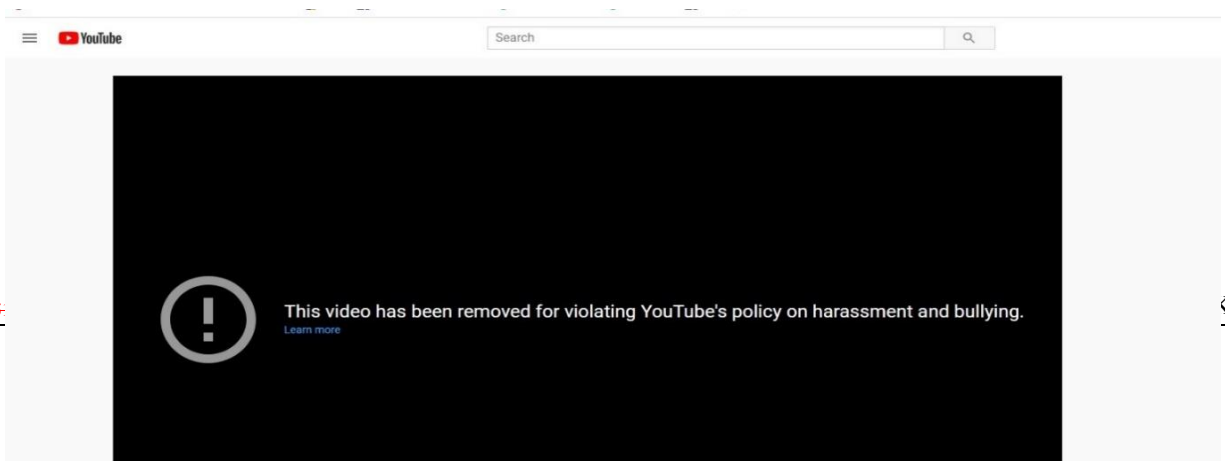 YouTube
Search
This video has been removed for violating YouTube's policy on harassment and bullying.
Learn more